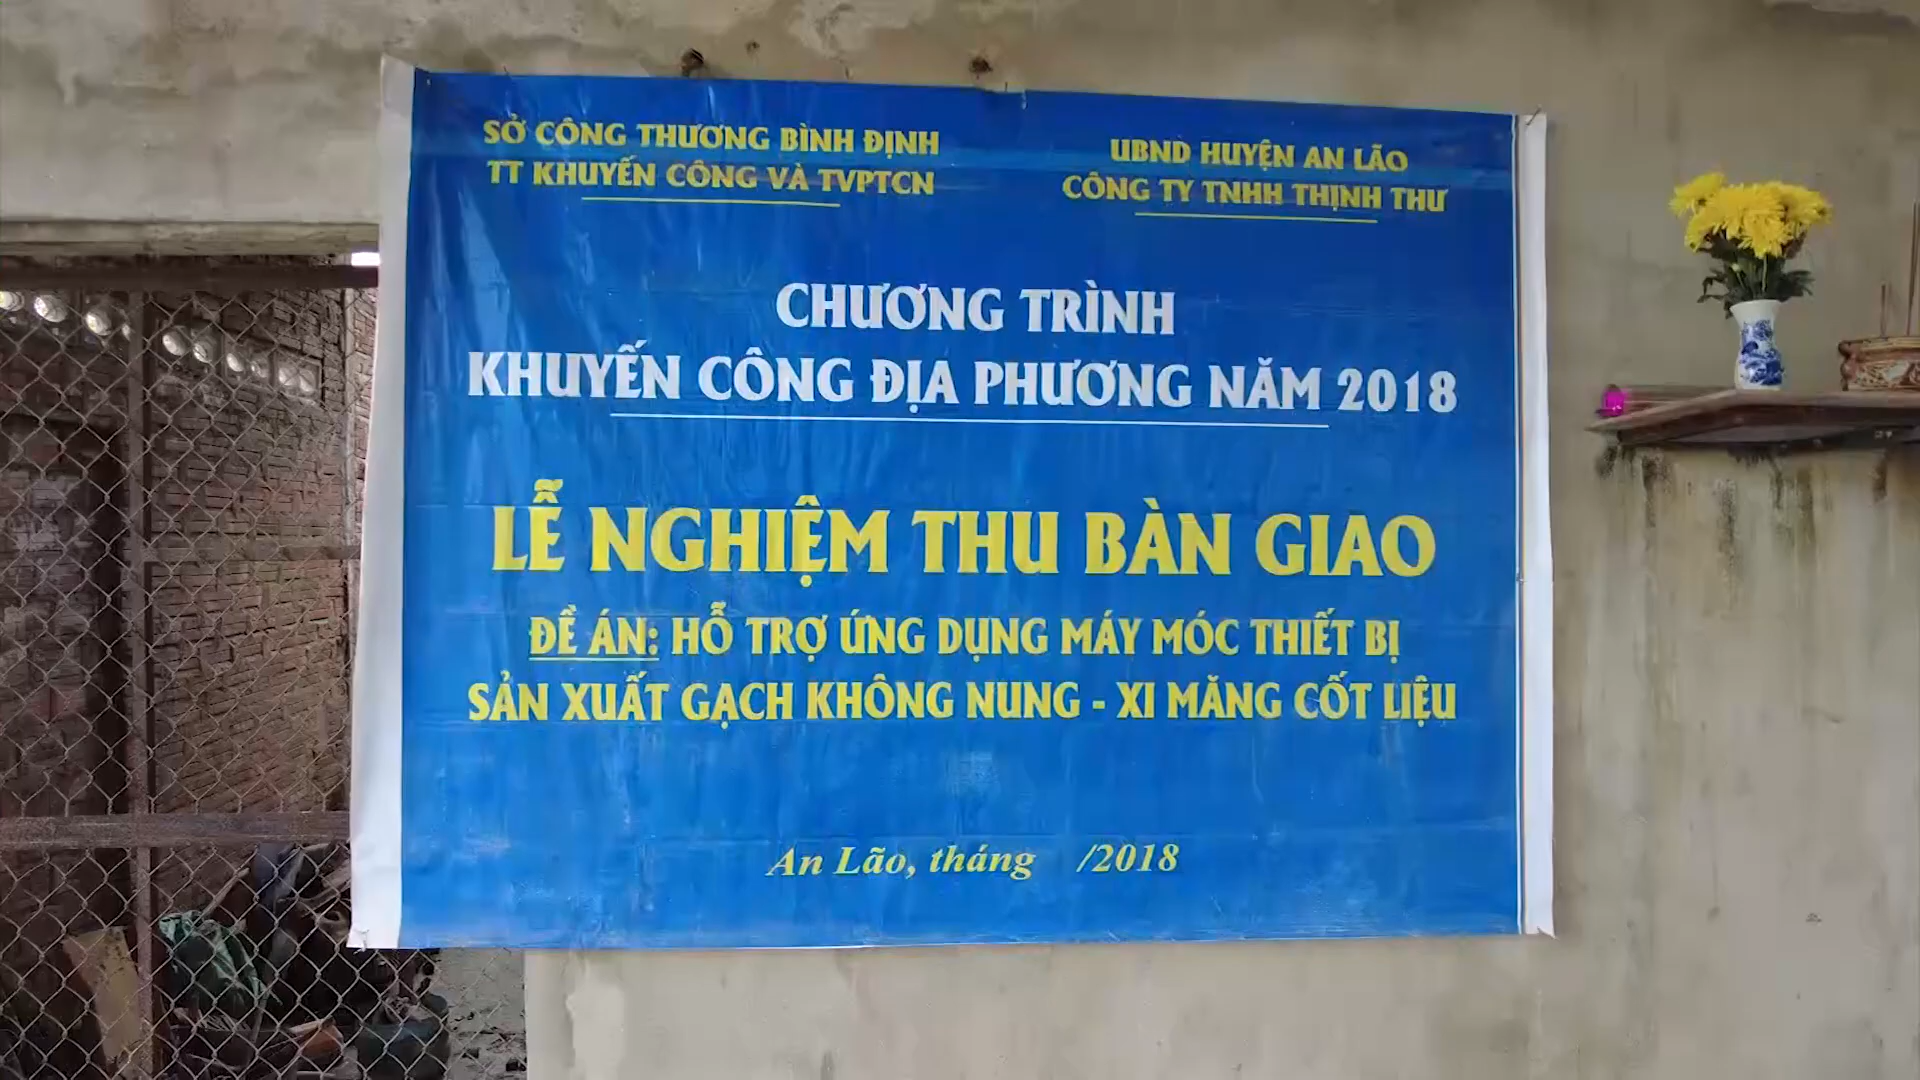 SỞ CÔNG THƯƠNG BÌNH ĐỊNH
TT KHUYẾN CÔNG VÀ TVPTCN
UBND HUYỆN AN LÃO
CÔNG TY TNHH THỊNH THƯ
CHƯƠNG TRÌNH
KHUYẾN CÔNG ĐỊA PHƯƠNG NĂM 2018
LỄ NGHIỆM THU BÀN GIAO
ĐỀ ÁN: HỖ TRỢ ỨNG DỤNG MÁY MÓC THIẾT BỊ
SẢN XUẤT GẠCH KHÔNG NUNG - XI MĂNG CỐT LIỆU
An Lão, tháng /2018